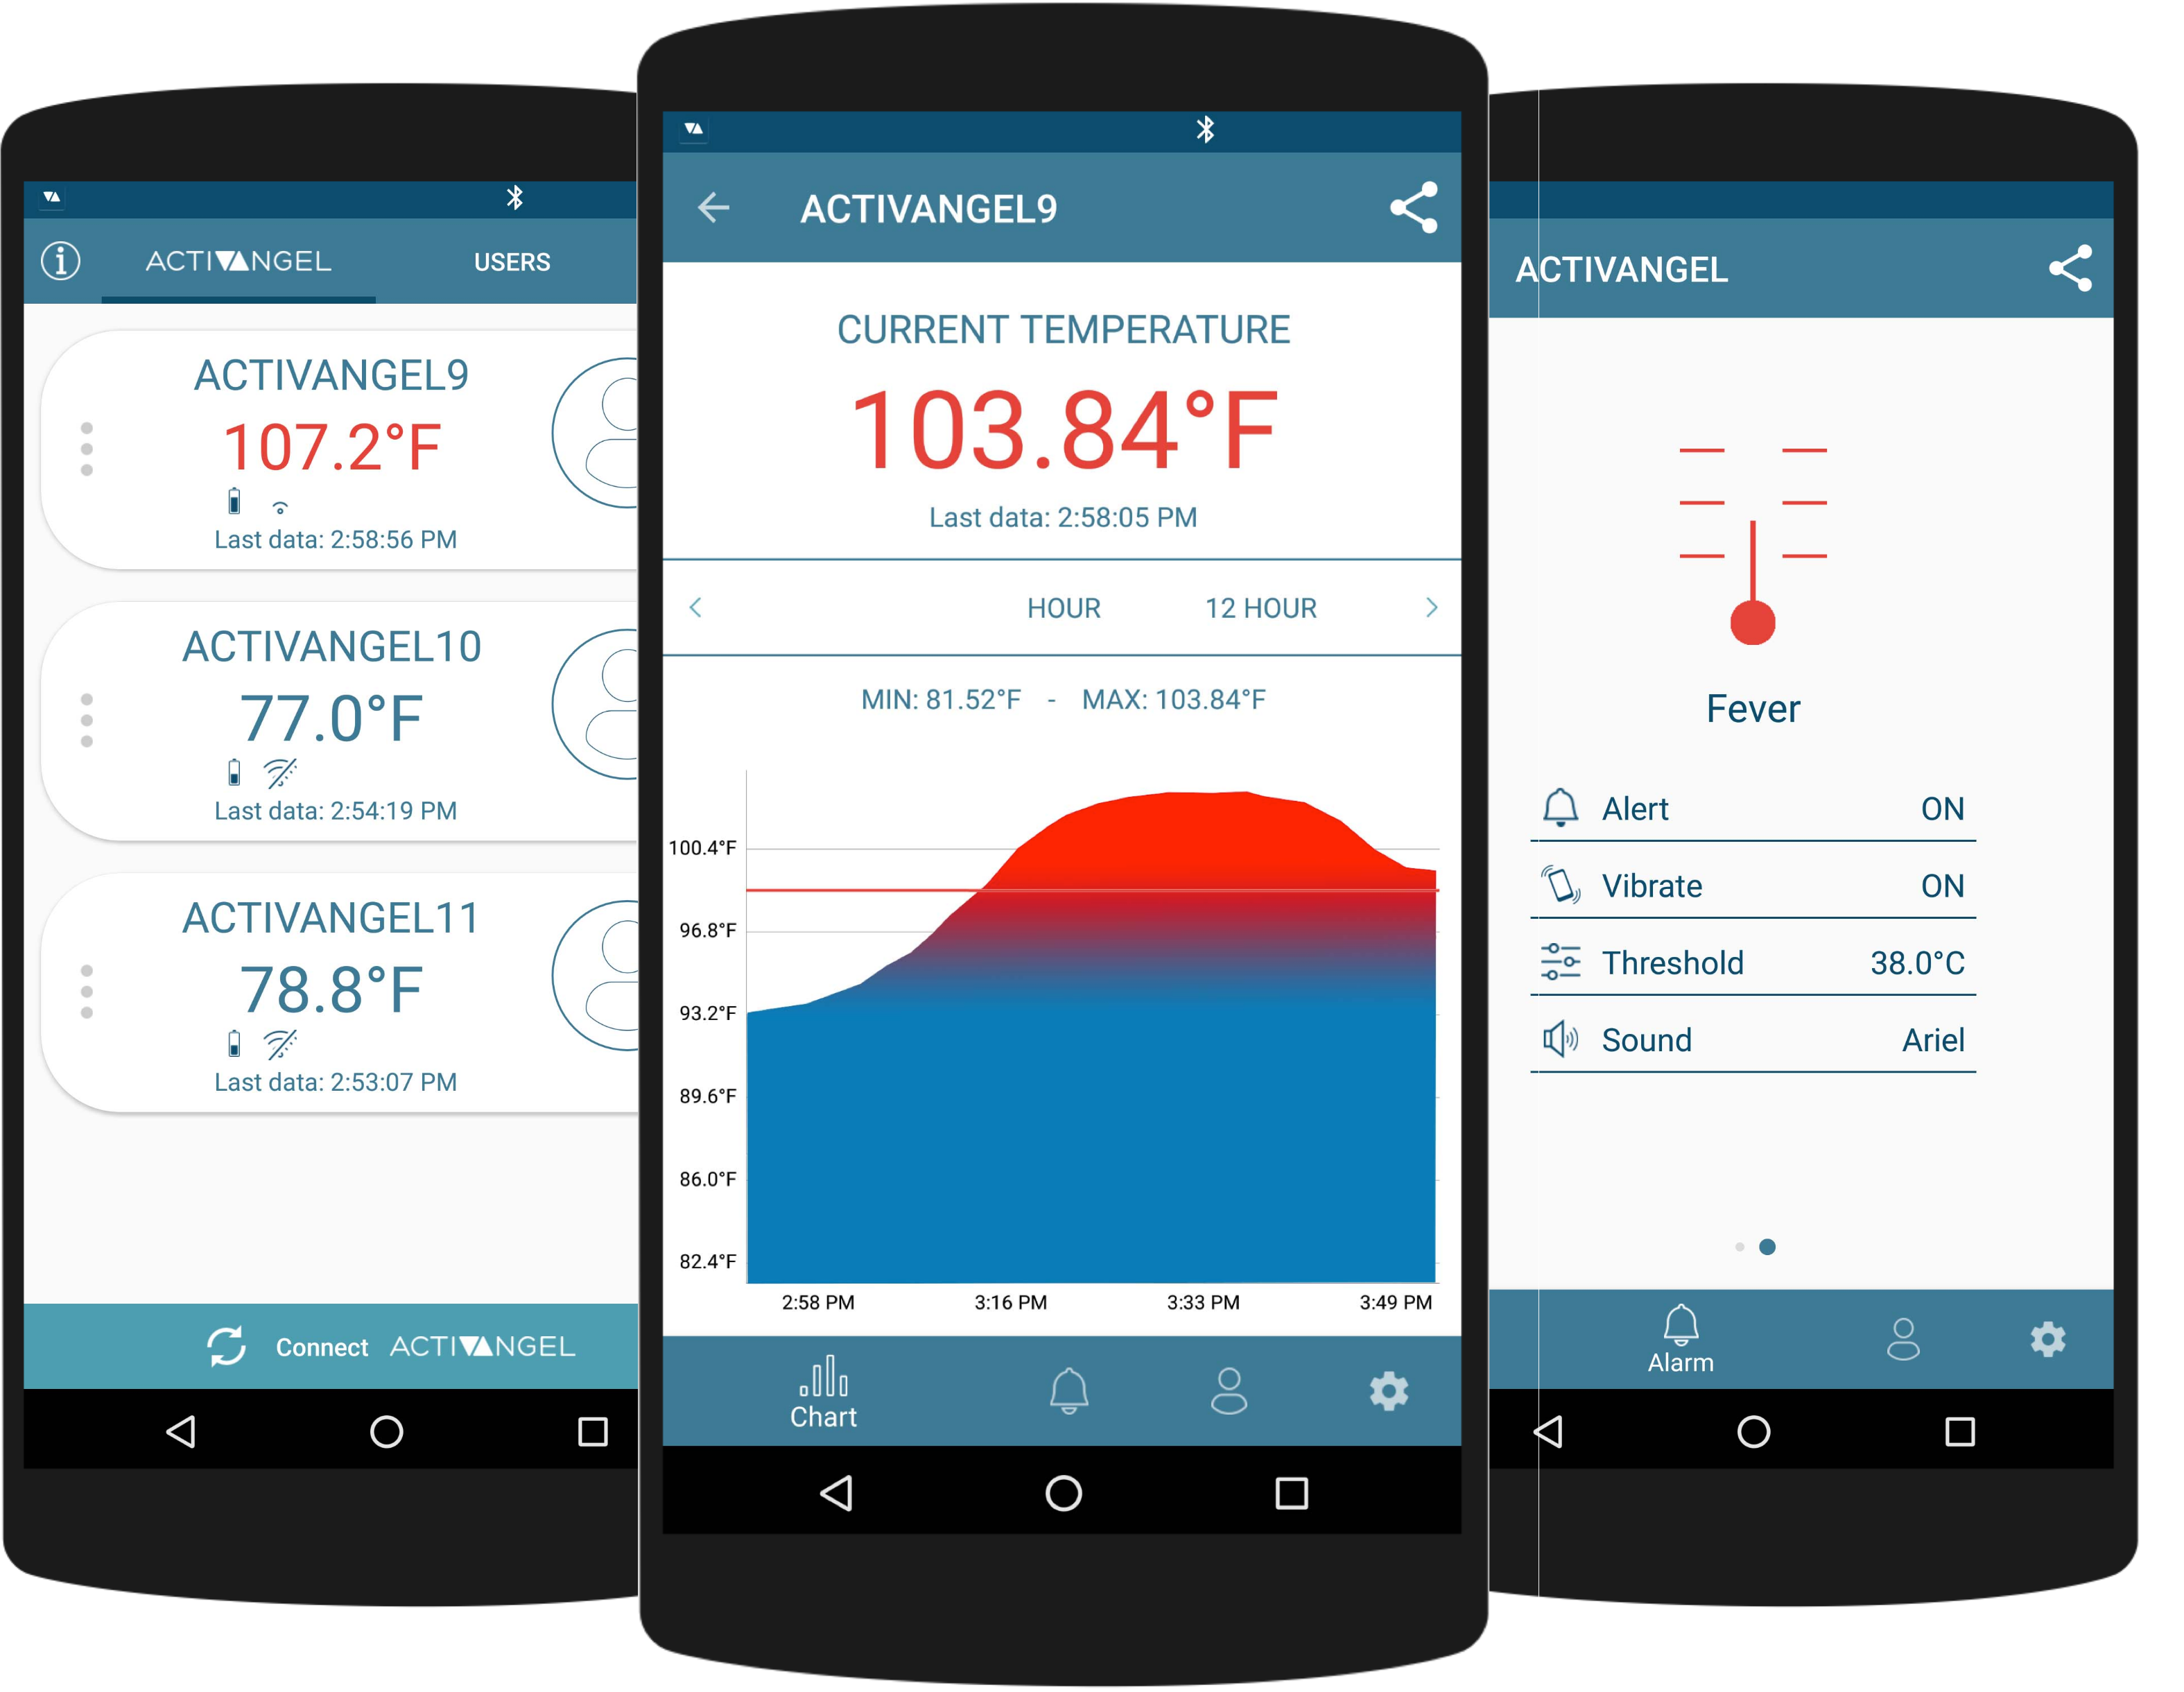 ACTIVANGEL
USERS
ACTIVANGEL9
107.2°F
Last data: 2:58:56 PM
ACTIVANGEL10
77.0°F
Last data: 2:54:19 PM
ACTIVANGEL11
78.8°F
Last data: 2:53:07 PM
Connect ACTIVANGEL
ACTIVANGEL9
CURRENT TEMPERATURE
103.84°F
Last data: 2:58:05 PM
HOUR 12 HOUR
MIN: 81.52°F - MAX: 103.84°F
100.4°F
96.8°F
93.2°F
89.6°F
86.0°F
82.4°F
2:58 PM 3:16 PM 3:33 PM 3:49 PM
Chart
ACTIVANGEL
Fever
Alert ON
Vibrate ON
Threshold 38.0°C
Sound Ariel
Alarm